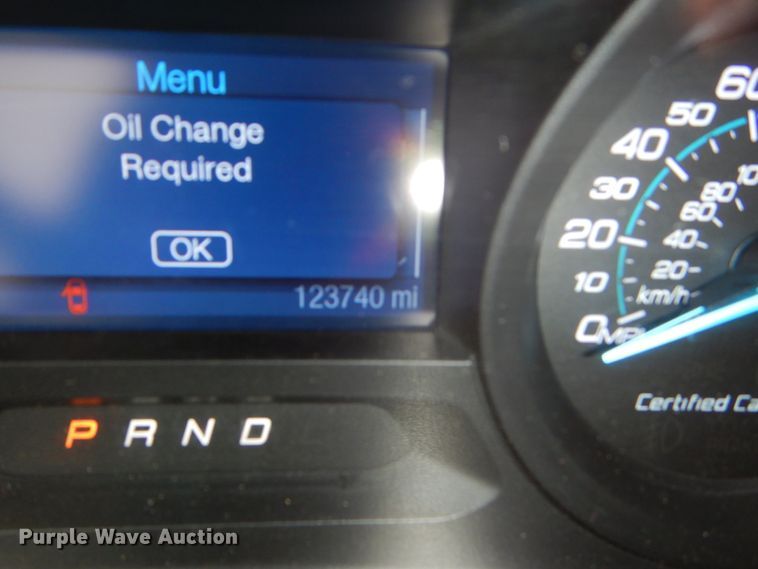 Menu
Oil Change
Required
OK
123740 mi
P R N D
60
50
40
30
20
10
0
80
60
40
20
km/h
Certified
Purple Wave Auction